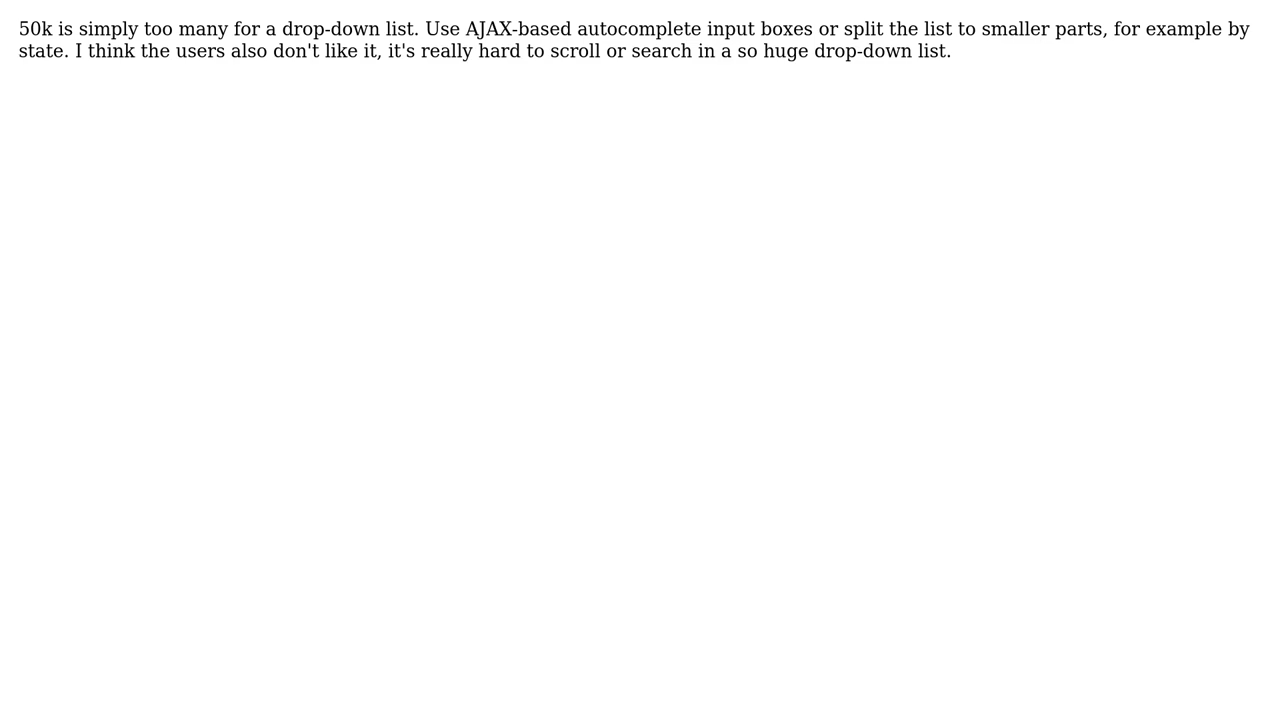 50k is simply too many for a drop-down list. Use AJAX-based autocomplete input boxes or split the list to smaller parts, for example by
state. I think the users also don't like it, it's really hard to scroll or search in a so huge drop-down list.